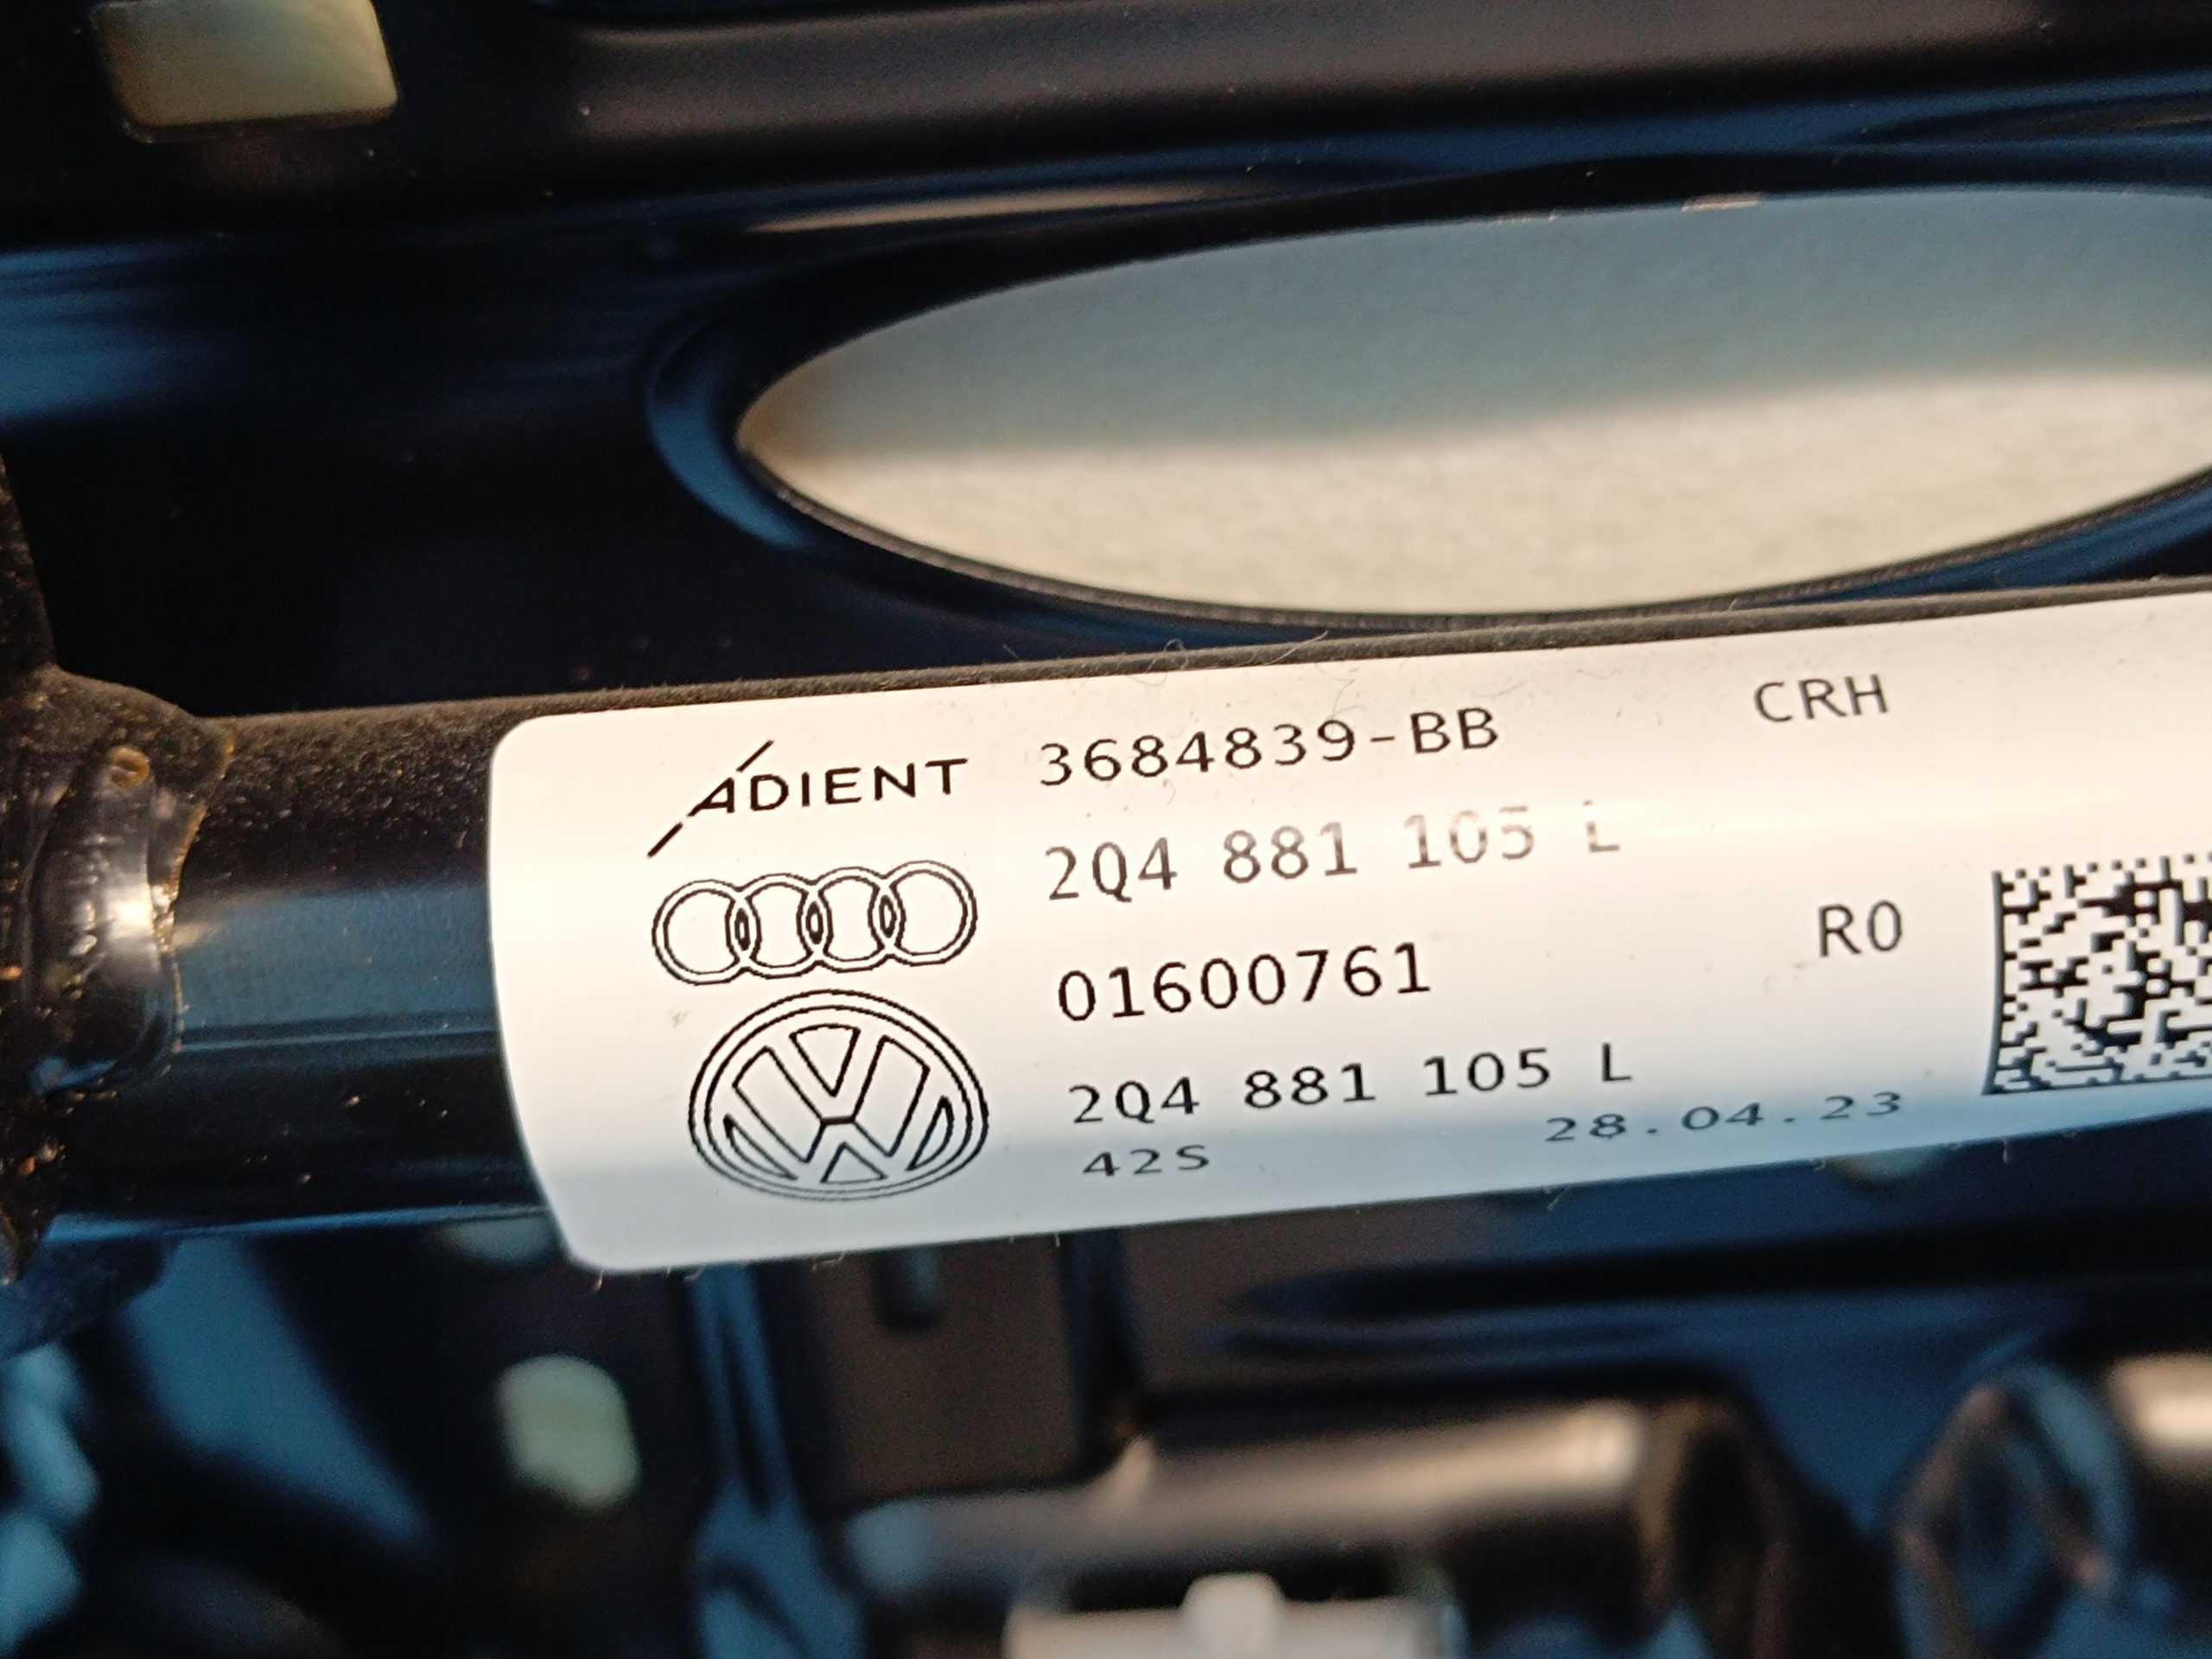 ADIENT 3684839-BB CRH
2Q4 881 105 L
01600761 R0
2Q4 881 105 L
42S 28.04.23